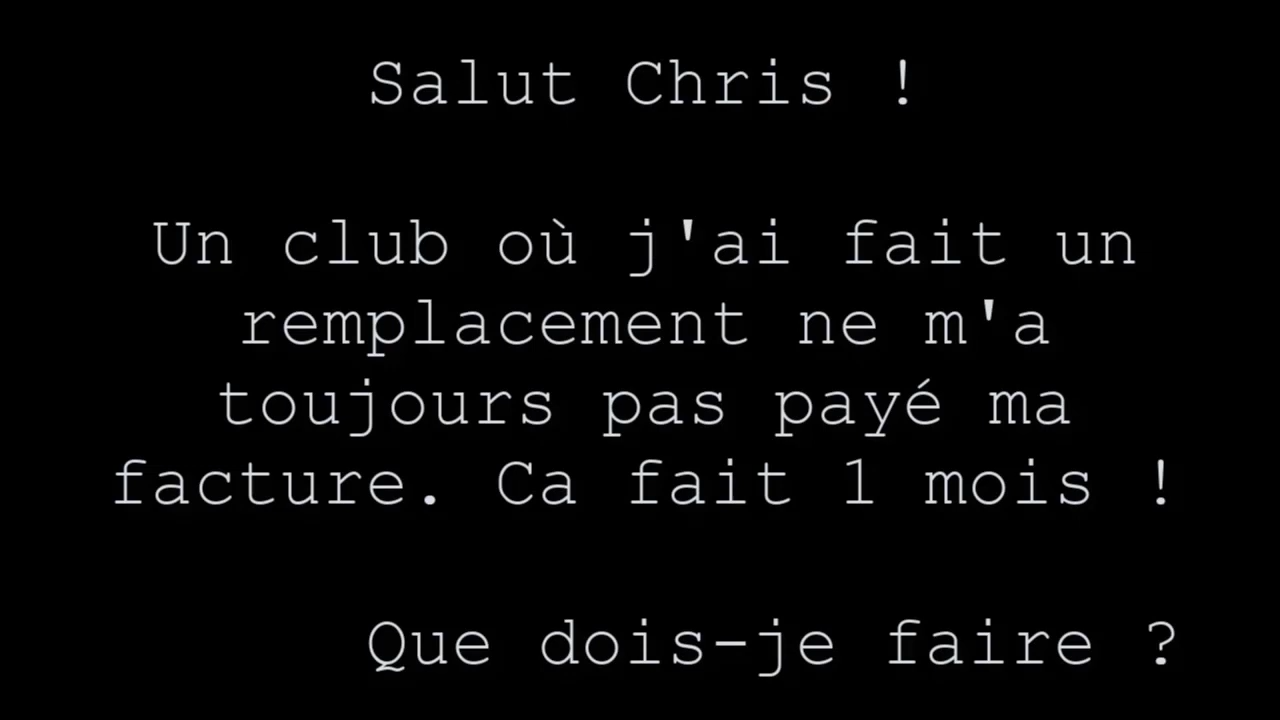 Salut Chris !
Un club où j'ai fait un
remplacement ne m'a
toujours pas payé ma
facture. Ca fait 1 mois !
Que dois-je faire ?